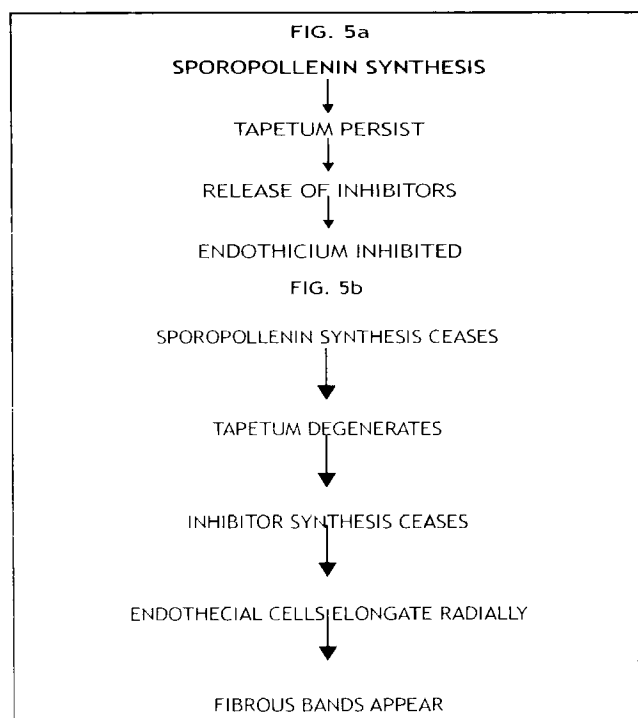 FIG. 5a
SPOROPOLLENIN SYNTHESIS
TAPETUM PERSIST
RELEASE OF INHIBITORS
ENDOTHICIUM INHIBITED
FIG. 5b
SPOROPOLLENIN SYNTHESIS CEASES
TAPETUM DEGENERATES
INHIBITOR SYNTHESIS CEASES
ENDOTHECIAL CELLS ELONGATE RADIALLY
FIBROUS BANDS APPEAR